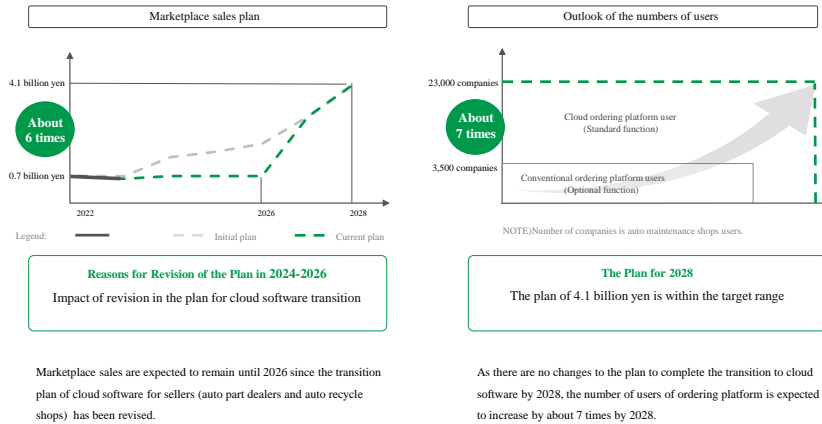 Marketplace sales plan
4.1 billion yen
About
6 times
0.7 billion yen
2022
2026
2028
Legend:
Initial plan
Current plan
Reasons for Revision of the Plan in 2024-2026
Impact of revision in the plan for cloud software transition
Marketplace sales are expected to remain until 2026 since the transition
plan of cloud software for sellers (auto part dealers and auto recycle
shops) has been revised.
Outlook of the numbers of users
23,000 companies
About
7 times
Cloud ordering platform user
(Standard function)
3,500 companies
Conventional ordering platform users
(Optional function)
NOTE)Number of companies is auto maintenance shops users.
The Plan for 2028
The plan of 4.1 billion yen is within the target range
As there are no changes to the plan to complete the transition to cloud
software by 2028, the number of users of ordering platform is expected
to increase by about 7 times by 2028.